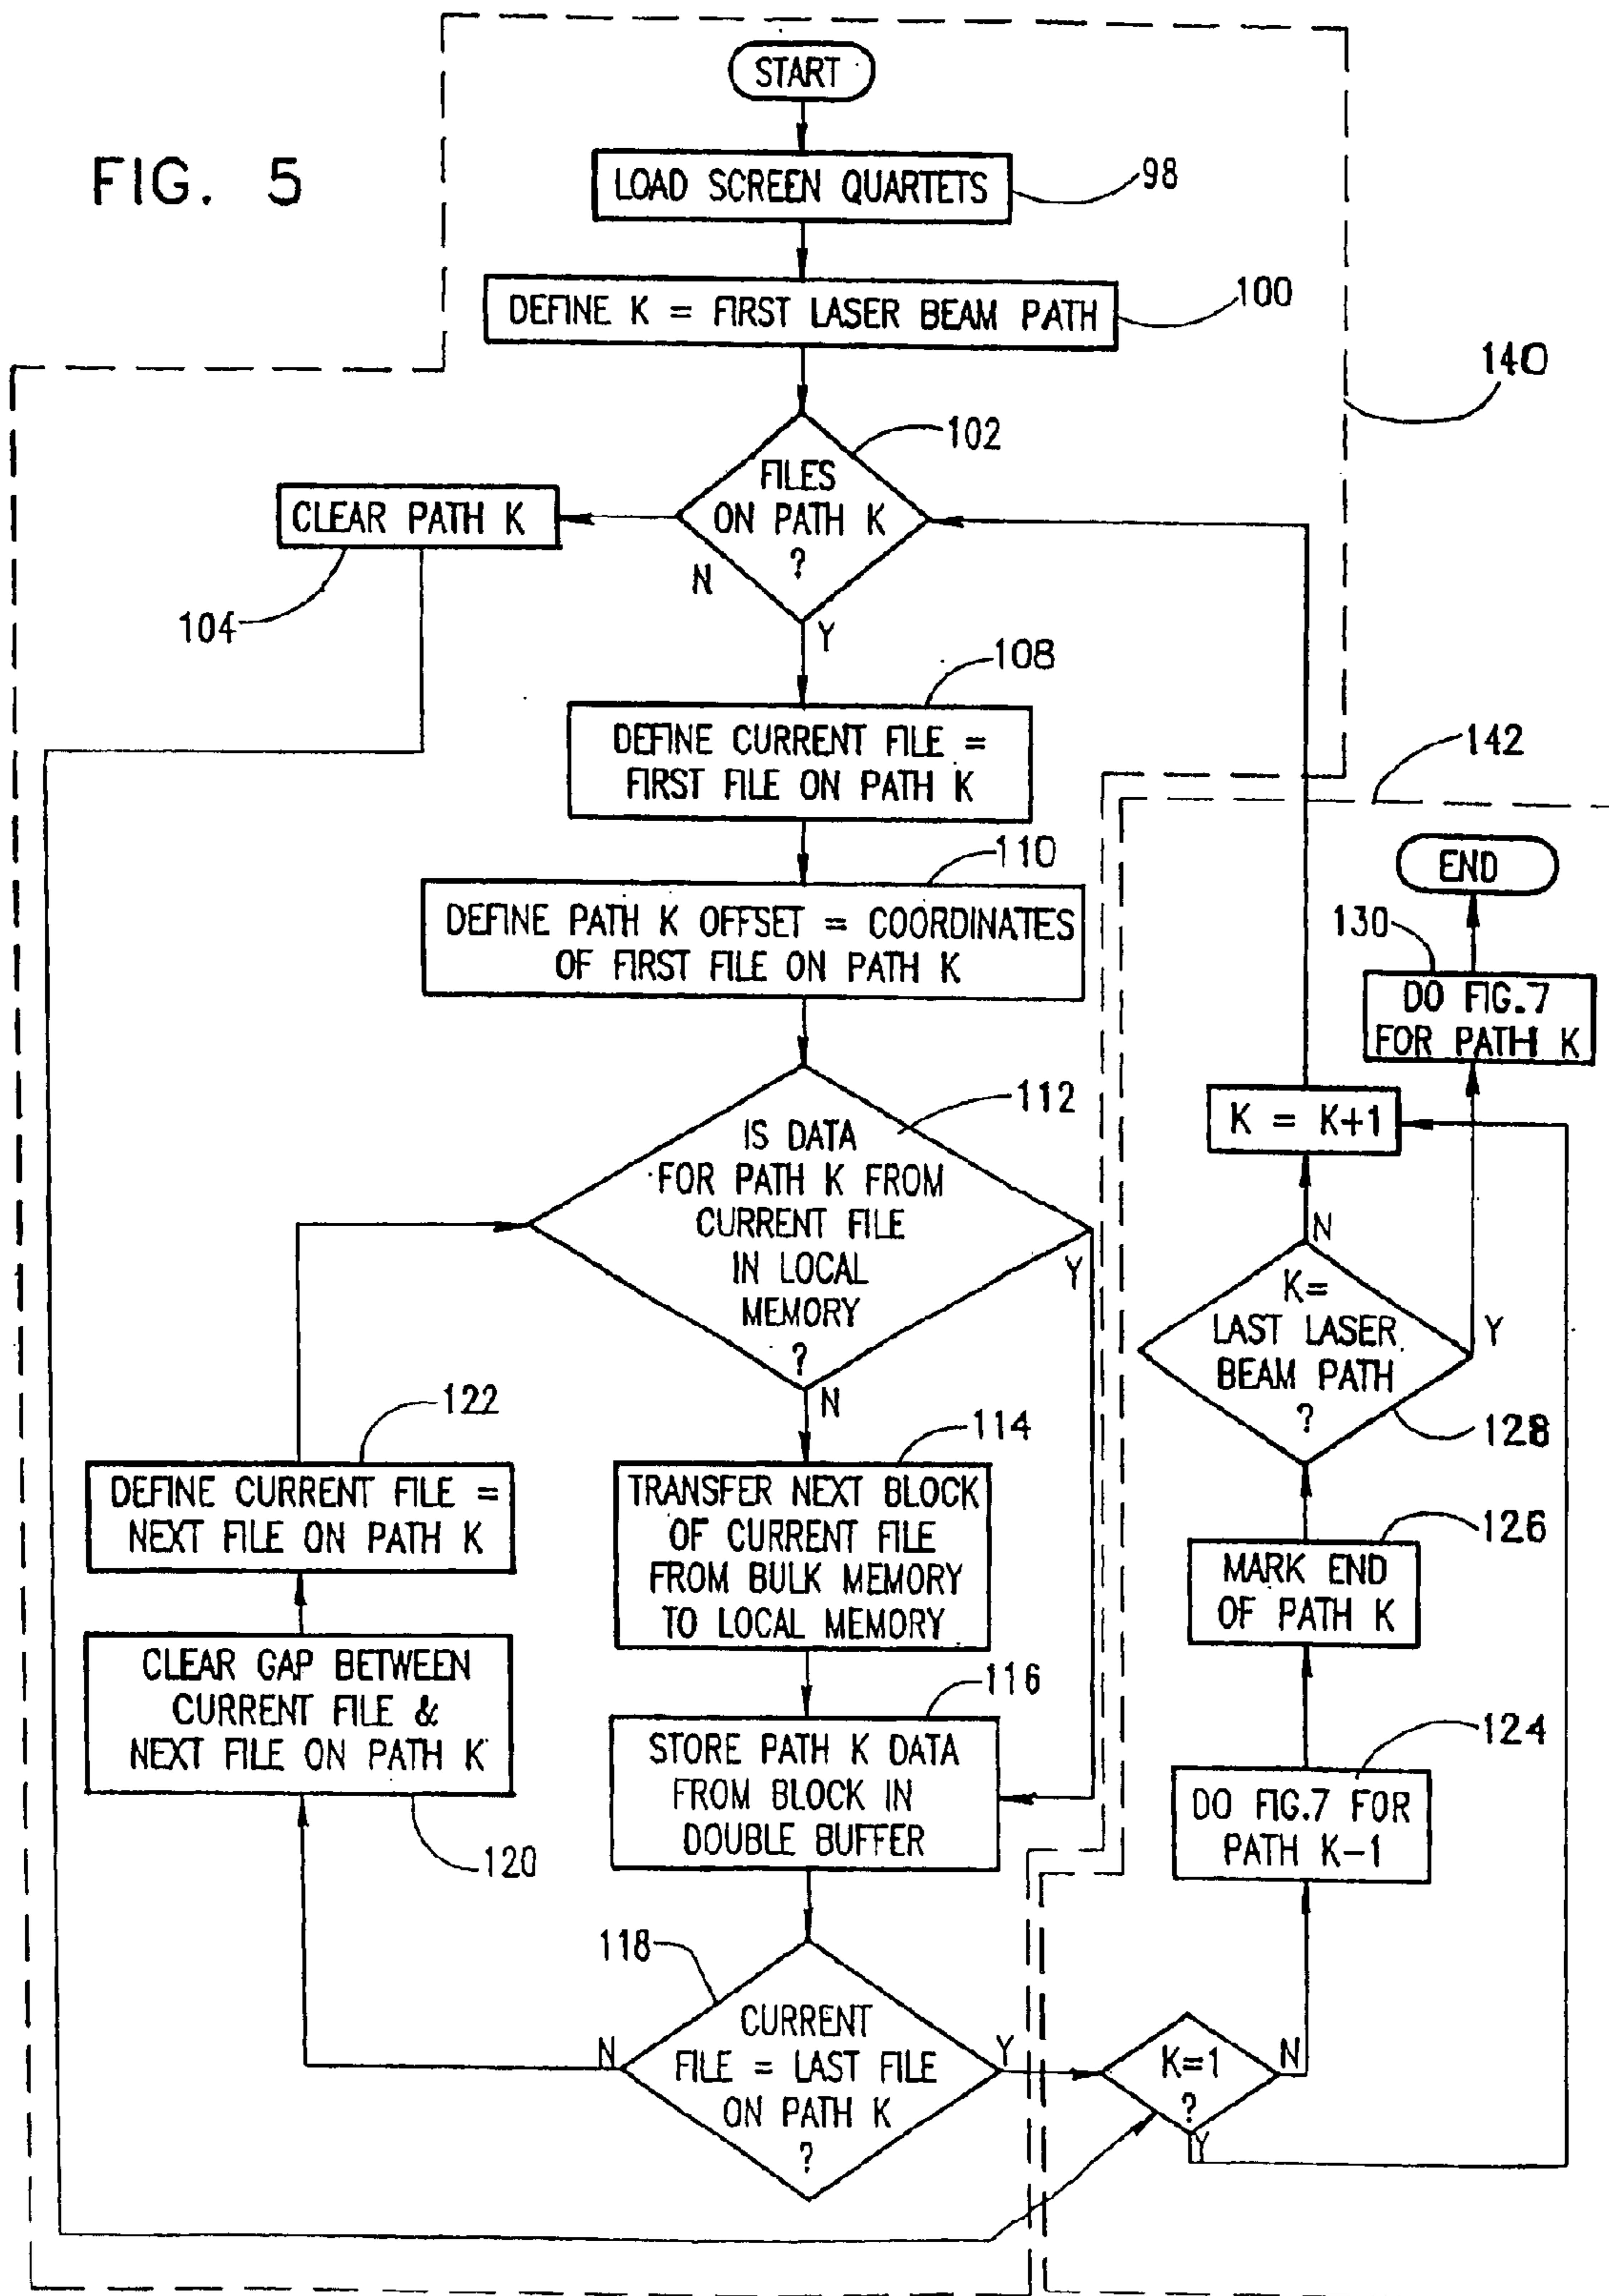 FIG. 5
START
LOAD SCREEN QUARTETS
98
DEFINE K = FIRST LASER BEAM PATH
100
140
102
FILES
ON PATH K
?
N
Y
CLEAR PATH K
104
108
DEFINE CURRENT FILE =
FIRST FILE ON PATH K
142
110
DEFINE PATH K OFFSET = COORDINATES
OF FIRST FILE ON PATH K
END
130
DO FIG.7
FOR PATH K
112
IS DATA
FOR PATH K FROM
CURRENT FILE
IN LOCAL
MEMORY
?
Y
N
K = K+1
N
K=
LAST LASER
BEAM PATH
?
Y
128
122
DEFINE CURRENT FILE =
NEXT FILE ON PATH K
114
TRANSFER NEXT BLOCK
OF CURRENT FILE
FROM BULK MEMORY
TO LOCAL MEMORY
126
MARK END
OF PATH K
CLEAR GAP BETWEEN
CURRENT FILE &
NEXT FILE ON PATH K
120
116
STORE PATH K DATA
FROM BLOCK IN
DOUBLE BUFFER
124
DO FIG.7 FOR
PATH K-1
118
CURRENT
FILE = LAST FILE
ON PATH K
?
N
Y
K=1
?
N
Y